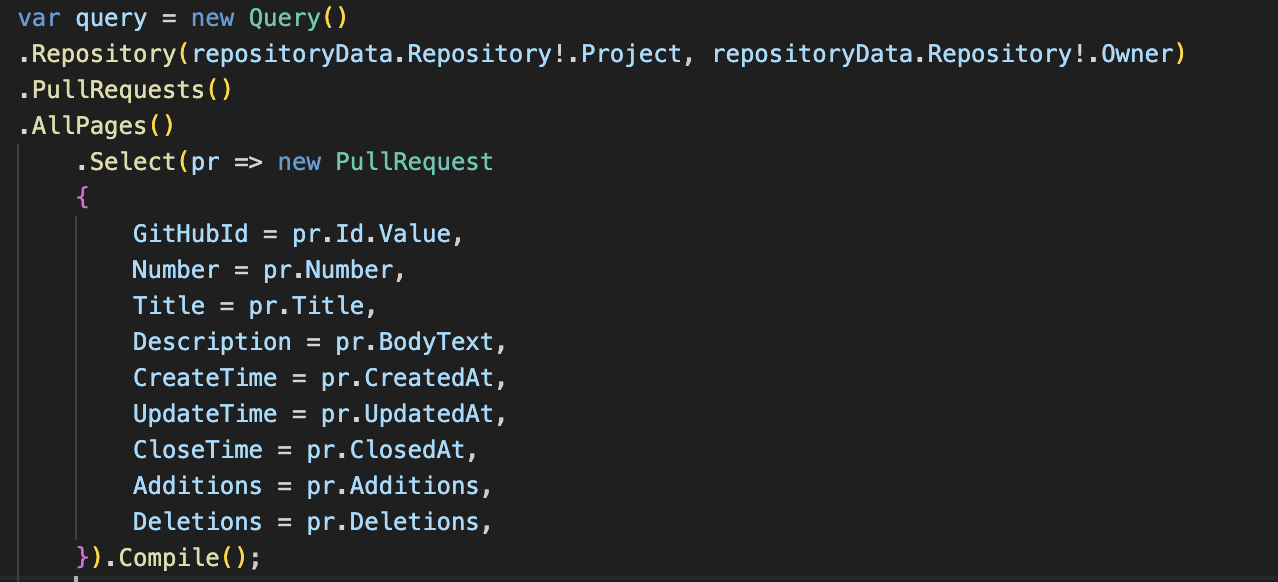 var query = new Query()
.Repository(repositoryData.Repository!.Project, repositoryData.Repository!.Owner)
.PullRequests()
.AllPages()
.Select(pr => new PullRequest
{
GitHubId = pr.Id.Value,
Number = pr.Number,
Title = pr.Title,
Description = pr.BodyText,
CreateTime = pr.CreatedAt,
UpdateTime = pr.UpdatedAt,
CloseTime = pr.ClosedAt,
Additions = pr.Additions,
Deletions = pr.Deletions,
}).Compile();